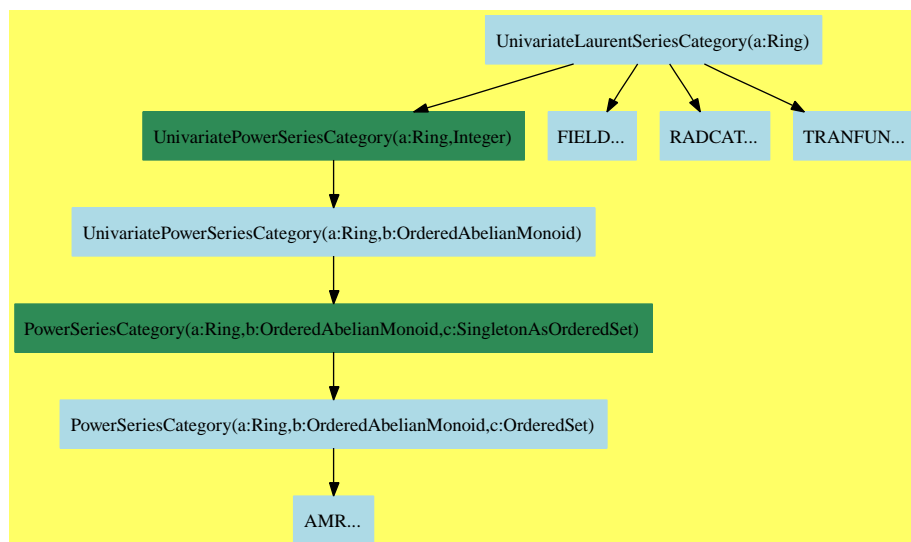 UnivariateLaurentSeriesCategory(a:Ring)
UnivariatePowerSeriesCategory(a:Ring,Integer)
FIELD...
RADCAT...
TRANFUN...
UnivariatePowerSeriesCategory(a:Ring,b:OrderedAbelianMonoid)
PowerSeriesCategory(a:Ring,b:OrderedAbelianMonoid,c:SingletonAsOrderedSet)
PowerSeriesCategory(a:Ring,b:OrderedAbelianMonoid,c:OrderedSet)
AMR...